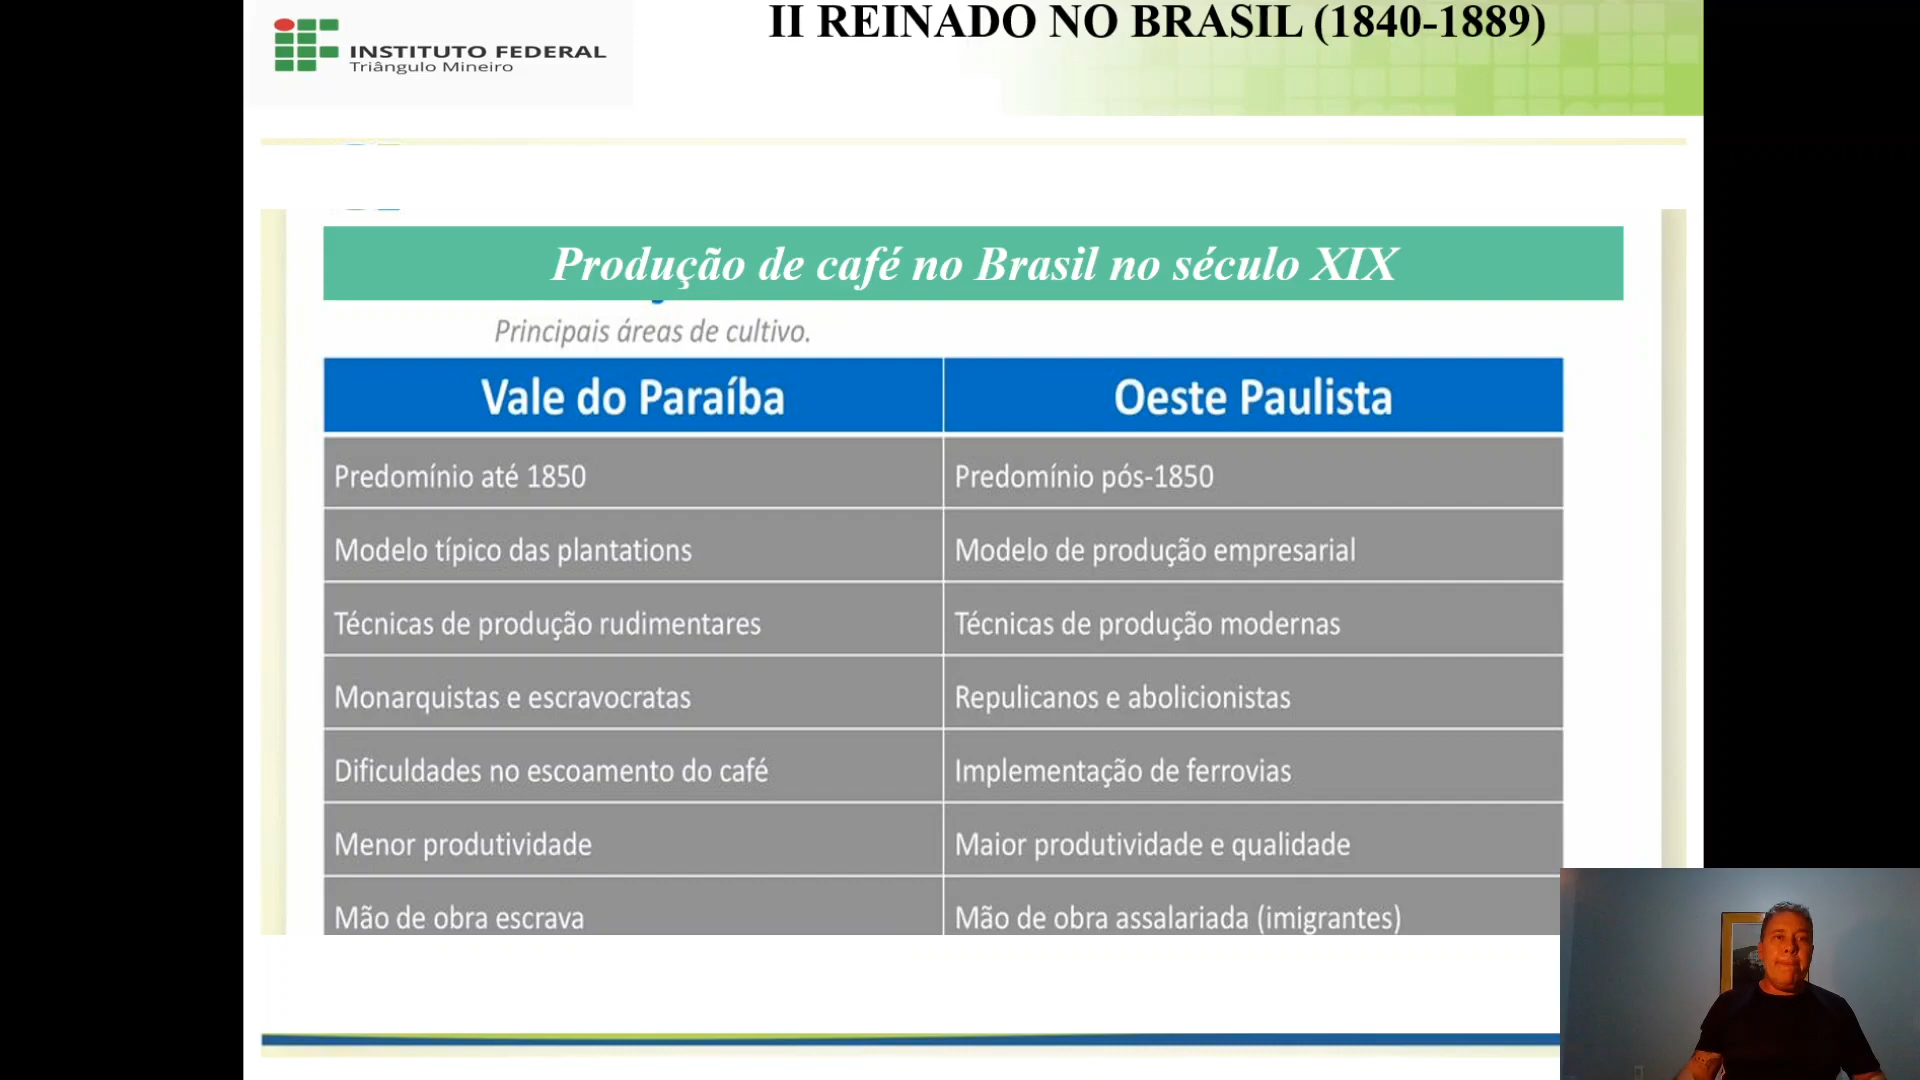 II REINADO NO BRASIL (1840-1889)
INSTITUTO FEDERAL
Triângulo Mineiro
Produção de café no Brasil no século XIX
Principais áreas de cultivo.
Vale do Paraíba
Oeste Paulista
Predomínio até 1850
Predomínio pós-1850
Modelo típico das plantations
Modelo de produção empresarial
Técnicas de produção rudimentares
Técnicas de produção modernas
Monarquistas e escravocratas
Repulicanos e abolicionistas
Dificuldades no escoamento do café
Implementação de ferrovias
Menor produtividade
Maior produtividade e qualidade
Mão de obra escrava
Mão de obra assalariada (imigrantes)